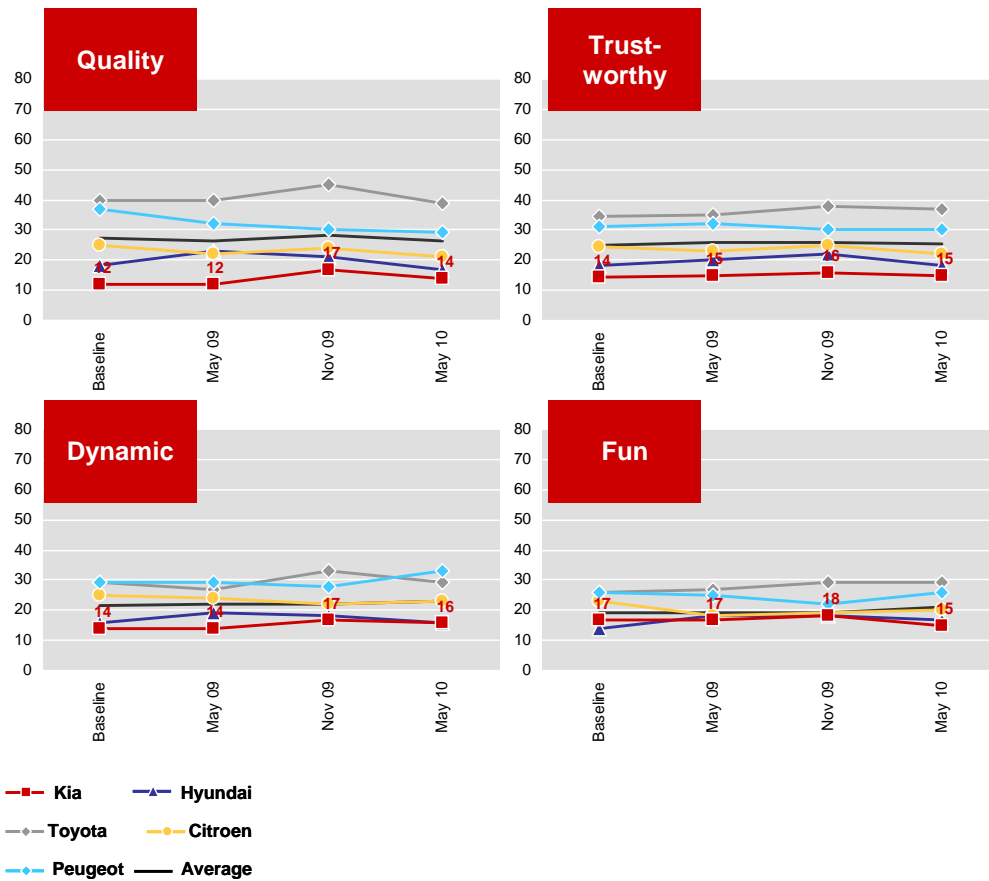 Quality
80
70
60
50
40
30
20
10
0
12
12
17
14
Baseline
May 09
Nov 09
May 10
Trust-
worthy
80
70
60
50
40
30
20
10
0
14
15
16
15
Baseline
May 09
Nov 09
May 10
Dynamic
80
70
60
50
40
30
20
10
0
14
14
17
16
Baseline
May 09
Nov 09
May 10
Fun
80
70
60
50
40
30
20
10
0
17
17
18
15
Baseline
May 09
Nov 09
May 10
Kia Hyundai
Toyota Citroen
Peugeot Average